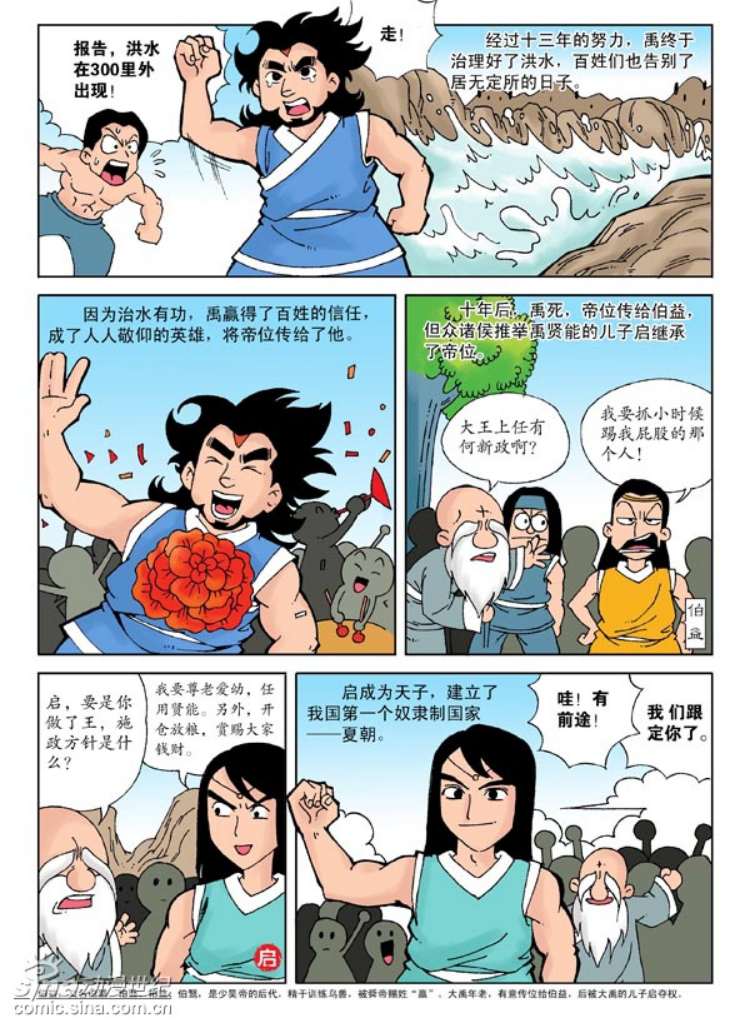 报告，洪水
在300里外
出现！
走！
经过十三年的努力，禹终于
治理好了洪水，百姓们也告别了
居无定所的日子。
因为治水有功，禹赢得了百姓的信任，
成了人人敬仰的英雄，将帝位传给了他。
十年后，禹死，帝位传给伯益，
但众诸侯推举禹贤能的儿子启继承
了帝位。
大王上任有
何新政啊？
我要抓小时候
踢我屁股的那
个人！
伯益
启，要是你
做了王，施
政方针是什
么？
我要尊老爱幼，任
用贤能。另外，开
仓放粮，赏赐大家
钱财。
启
启成为天子，建立了
我国第一个奴隶制国家
——夏朝。
哇！有
前途！
我们跟
定你了。
伯翳，是少昊帝的后代，精于训练鸟兽，被舜帝赐姓“嬴”。大禹年老，有意传位给伯益，后被大禹的儿子启夺权。
sina 动漫世纪
comic.sina.com.cn